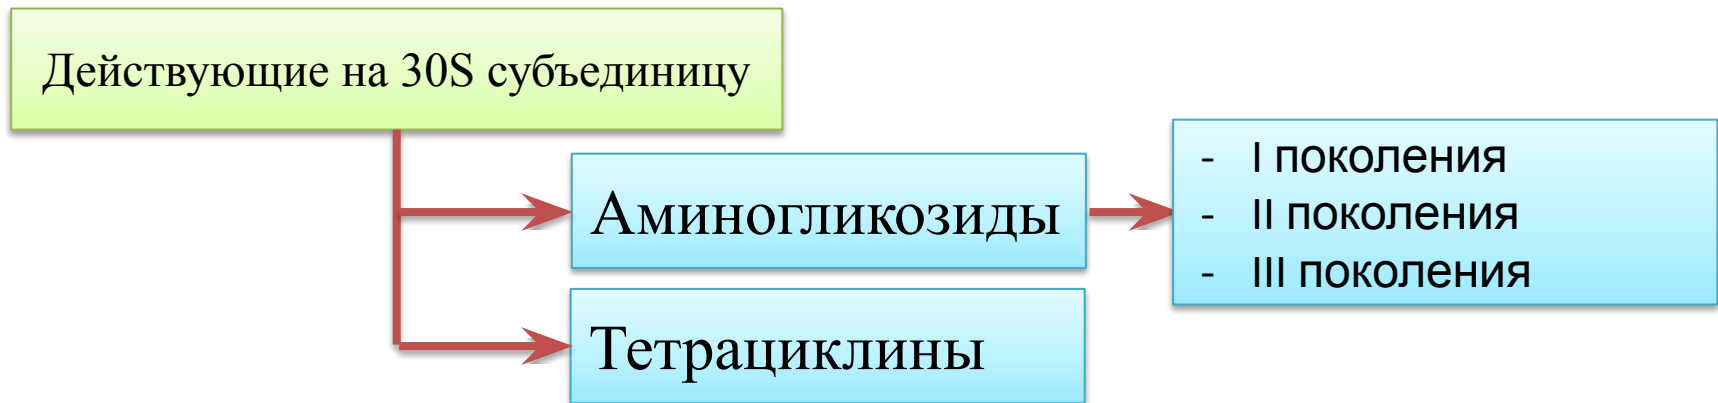 Действующие на 30S субъединицу
Аминогликозиды
- I поколения
- II поколения
- III поколения
Тетрациклины